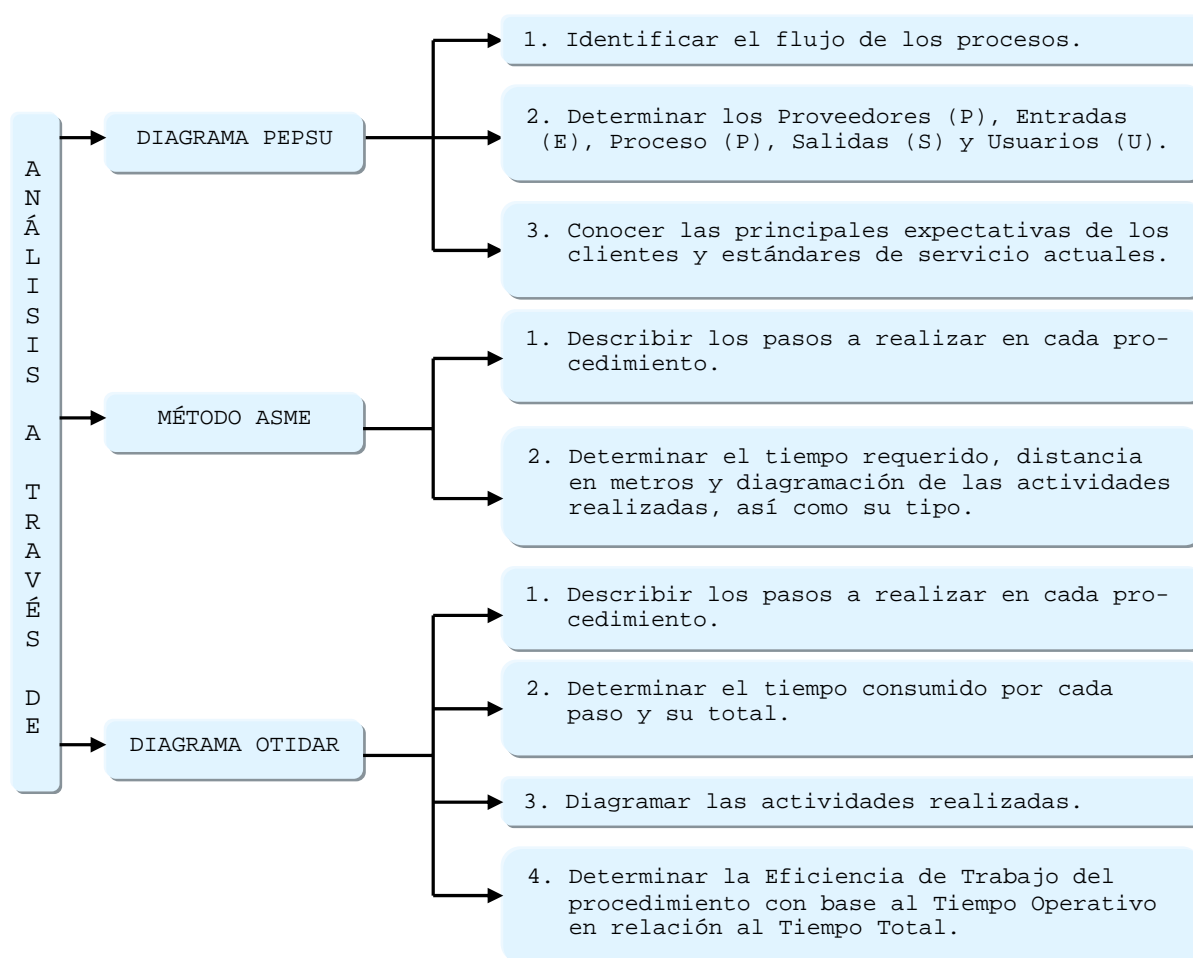 ANÁLISIS A TRAVÉS DE
DIAGRAMA PEPSU
1. Identificar el flujo de los procesos.
2. Determinar los Proveedores (P), Entradas
(E), Proceso (P), Salidas (S) y Usuarios (U).
3. Conocer las principales expectativas de los
clientes y estándares de servicio actuales.
MÉTODO ASME
1. Describir los pasos a realizar en cada pro-
cedimiento.
2. Determinar el tiempo requerido, distancia
en metros y diagramación de las actividades
realizadas, así como su tipo.
DIAGRAMA OTIDAR
1. Describir los pasos a realizar en cada pro-
cedimiento.
2. Determinar el tiempo consumido por cada
paso y su total.
3. Diagramar las actividades realizadas.
4. Determinar la Eficiencia de Trabajo del
procedimiento con base al Tiempo Operativo
en relación al Tiempo Total.